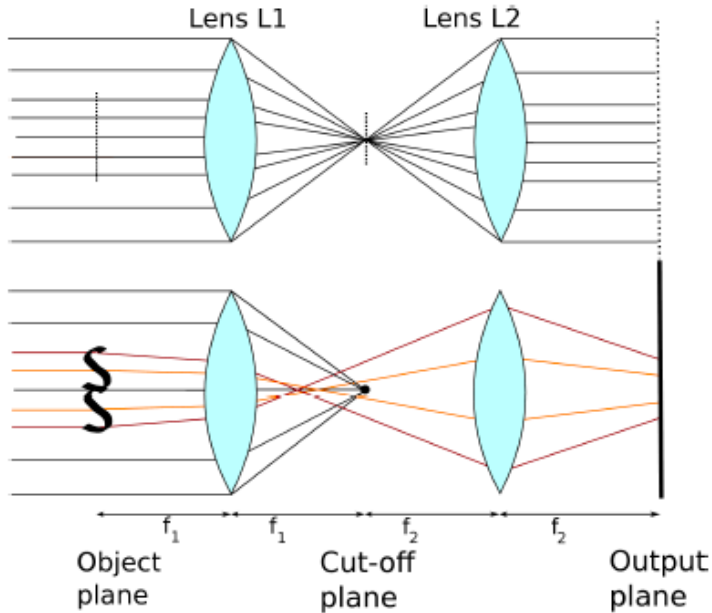 Lens L1
Lens L2
f1
f1
f2
f2
Object
plane
Cut-off
plane
Output
plane